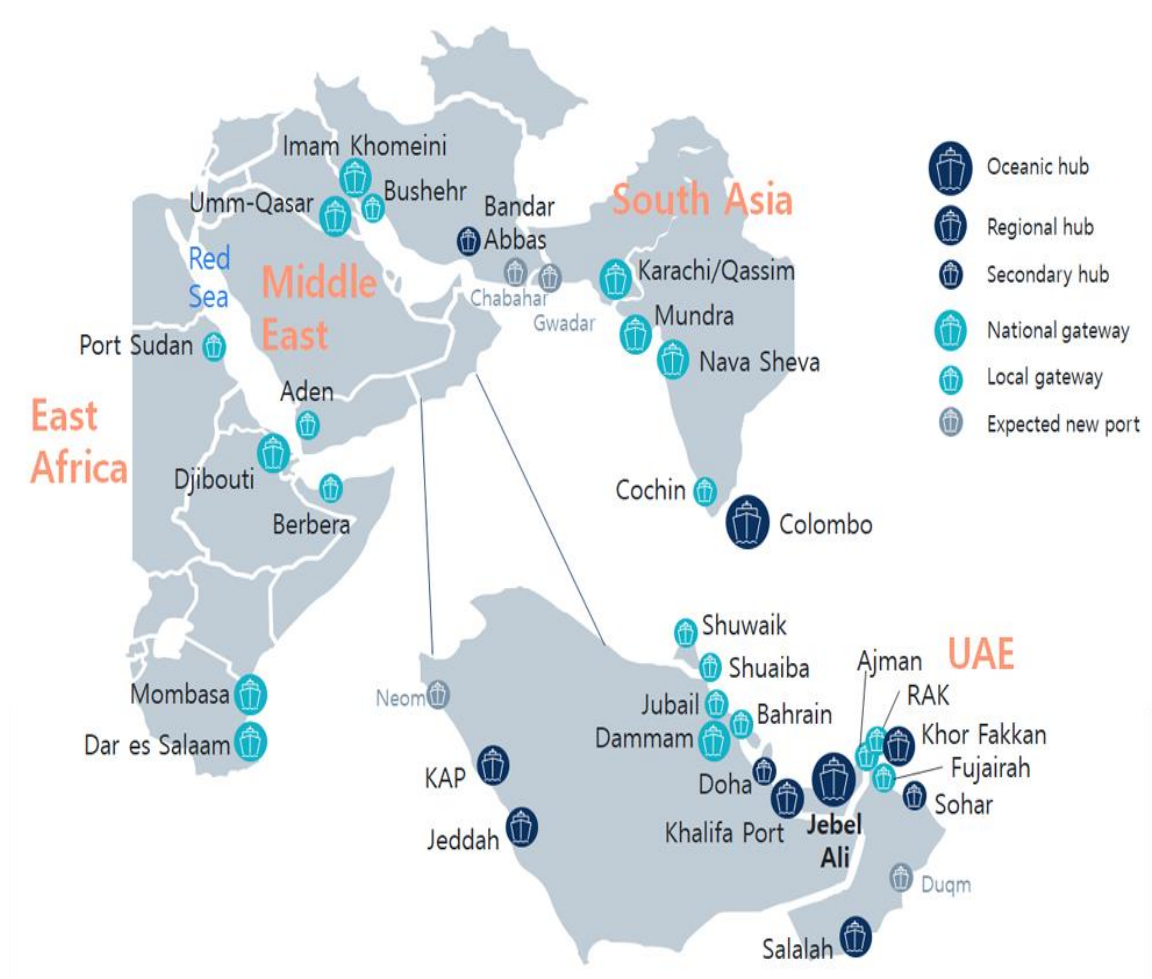 Imam Khomeini
Umm-Qasar
Bushehr
Bandar
Abbas
South Asia
Red
Sea
Middle
East
Chabahar
Gwadar
Karachi/Qassim
Mundra
Nava Sheva
Port Sudan
Aden
East
Africa
Djibouti
Berbera
Cochin
Colombo
Mombasa
Dar es Salaam
Oceanic hub
Regional hub
Secondary hub
National gateway
Local gateway
Expected new port
Neom
KAP
Jeddah
Shuwaik
Shuaiba
Jubail
Bahrain
Dammam
Doha
Khalifa Port
Jebel
Ali
UAE
Ajman
RAK
Khor Fakkan
Fujairah
Sohar
Duqm
Salalah